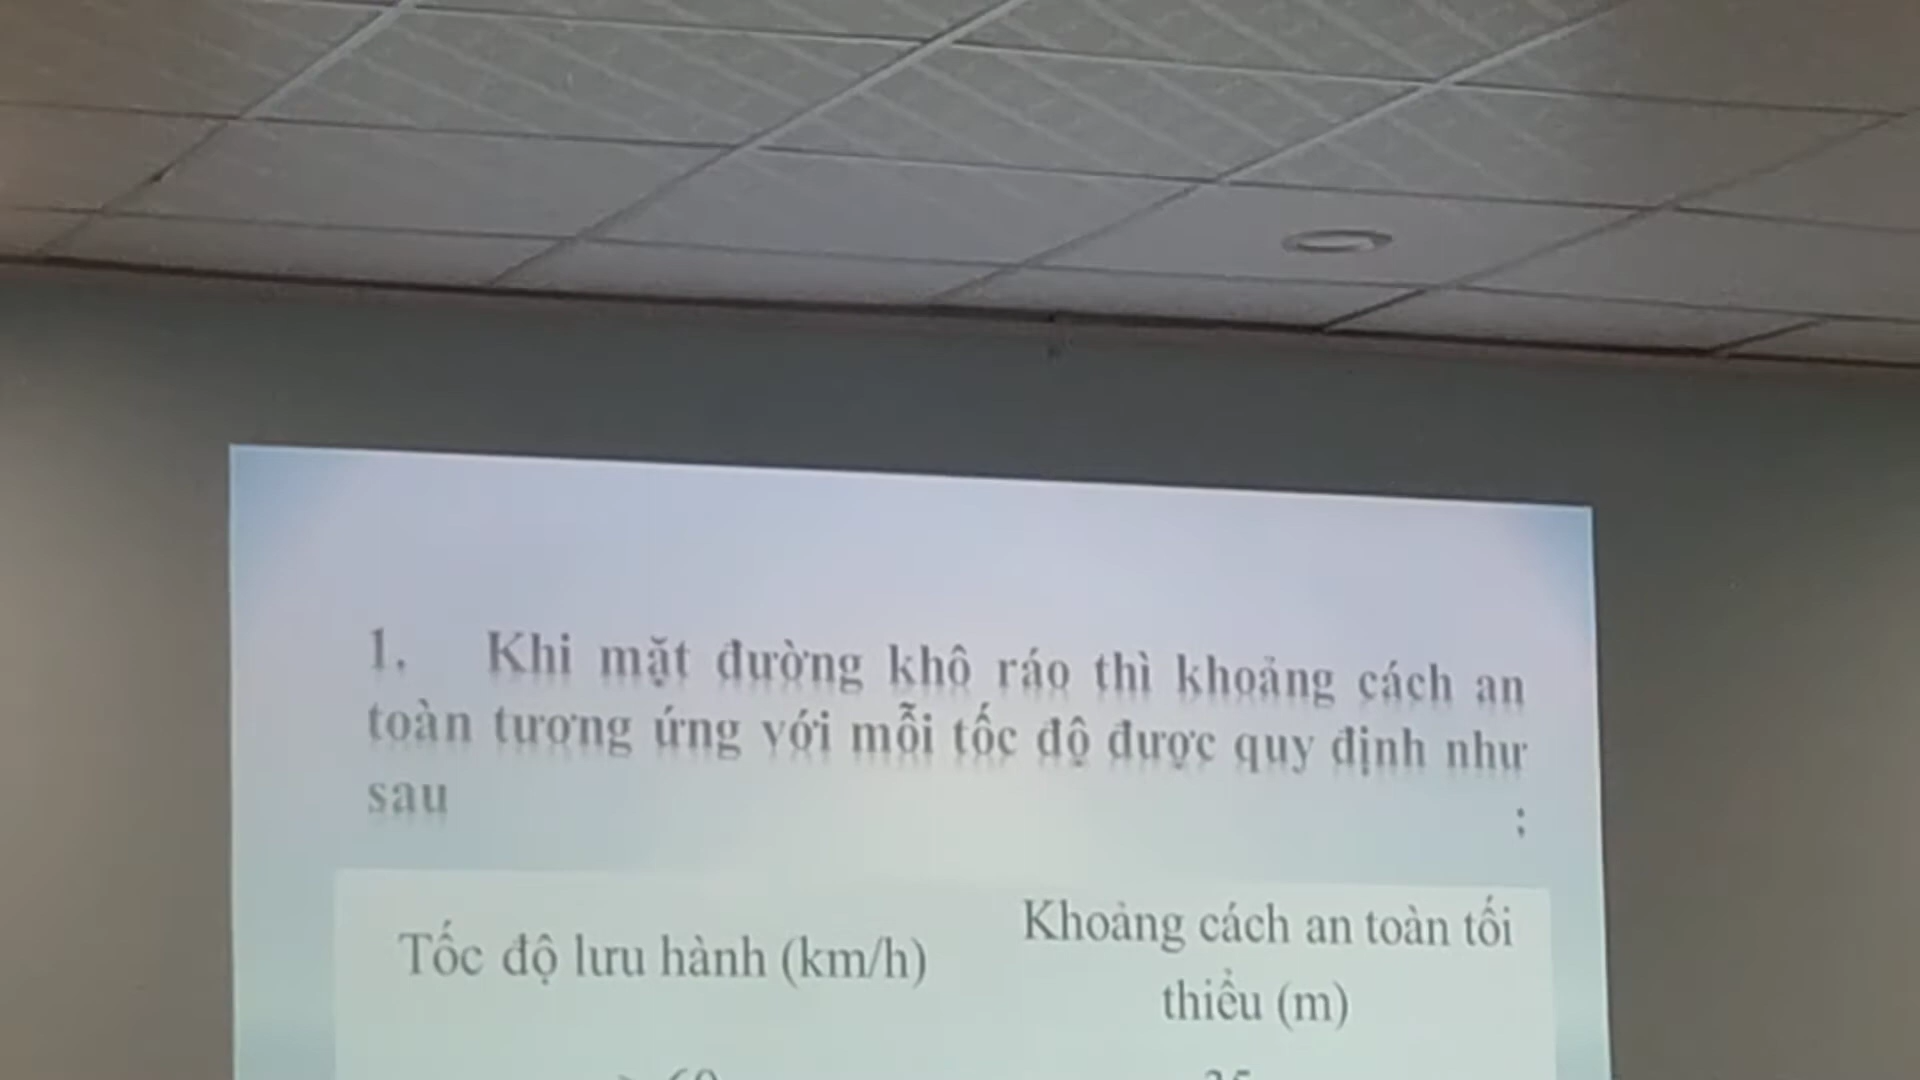 1. Khi mặt đường khô ráo thì khoảng cách an
toàn tương ứng với mỗi tốc độ được quy định như
sau :
Tốc độ lưu hành (km/h)
Khoảng cách an toàn tối
thiểu (m)